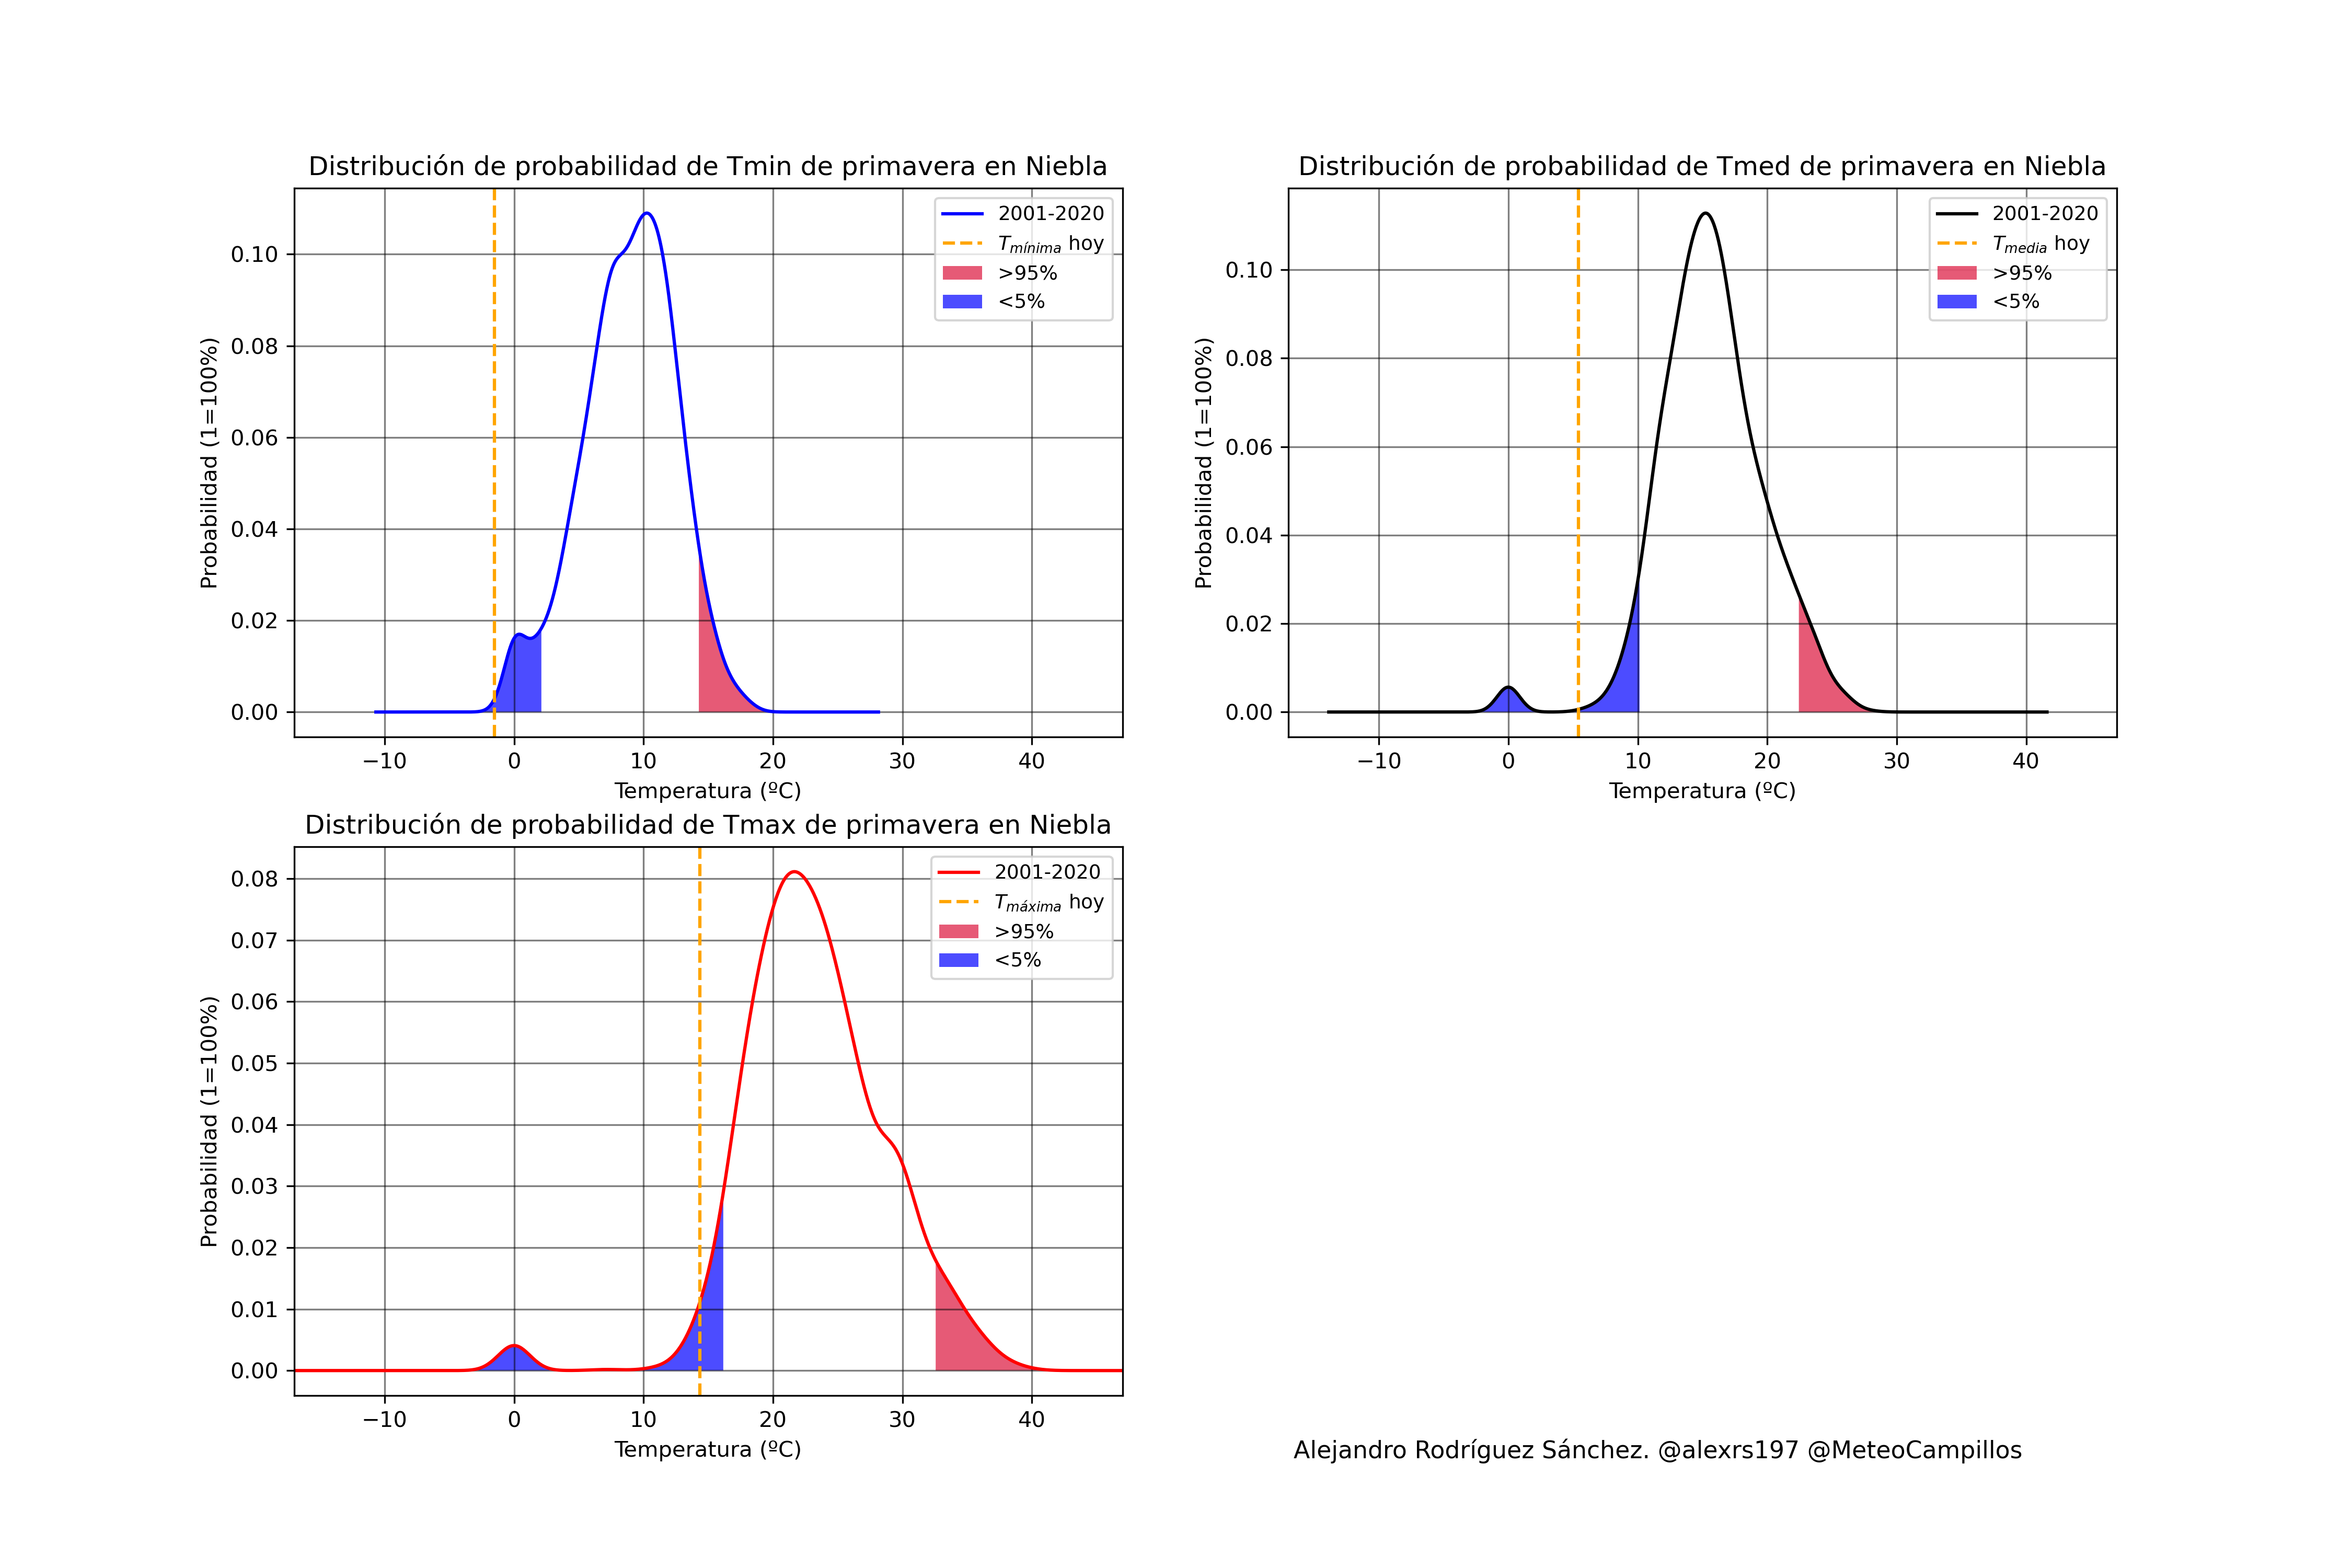 Distribución de probabilidad de Tmin de primavera en Niebla
Probabilidad (1=100%)
0.10
0.08
0.06
0.04
0.02
0.00
2001-2020
Tmínima hoy
>95%
<5%
−10 0 10 20 30 40
Temperatura (ºC)
Distribución de probabilidad de Tmed de primavera en Niebla
Probabilidad (1=100%)
0.10
0.08
0.06
0.04
0.02
0.00
2001-2020
Tmedia hoy
>95%
<5%
−10 0 10 20 30 40
Temperatura (ºC)
Distribución de probabilidad de Tmax de primavera en Niebla
Probabilidad (1=100%)
0.08
0.07
0.06
0.05
0.04
0.03
0.02
0.01
0.00
2001-2020
Tmáxima hoy
>95%
<5%
−10 0 10 20 30 40
Temperatura (ºC)
Alejandro Rodríguez Sánchez. @alexrs197 @MeteoCampillos